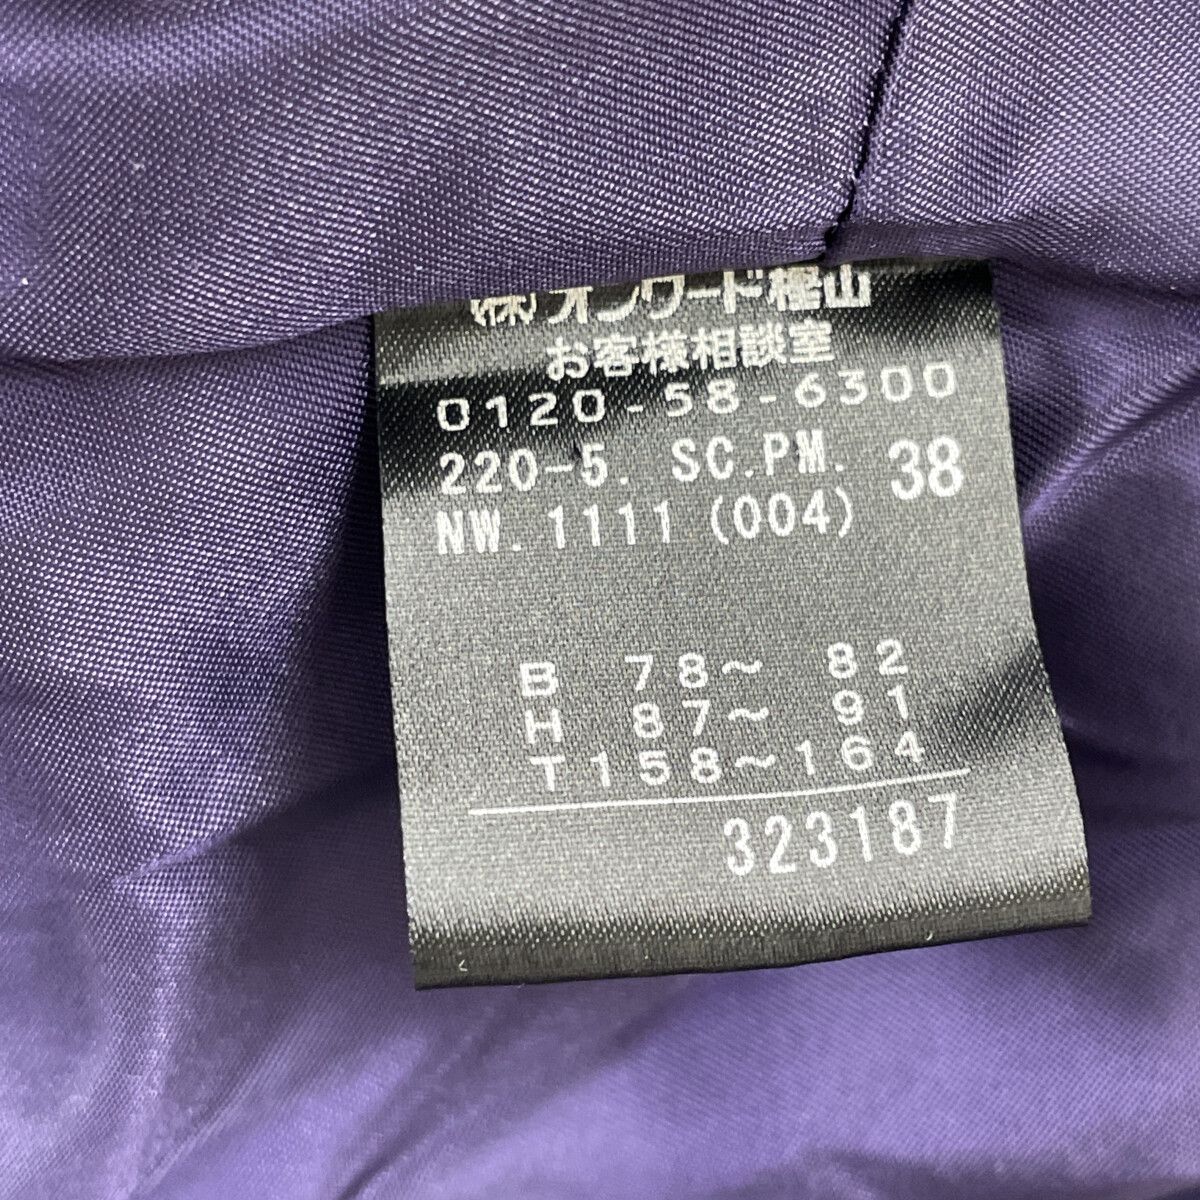 (株)オンワード樫山
お客様相談室
0120-58-6300
220-5. SC.PM. 38
NW. 1111 (004)
B 78～ 82
H 87～ 91
T158～164
323187